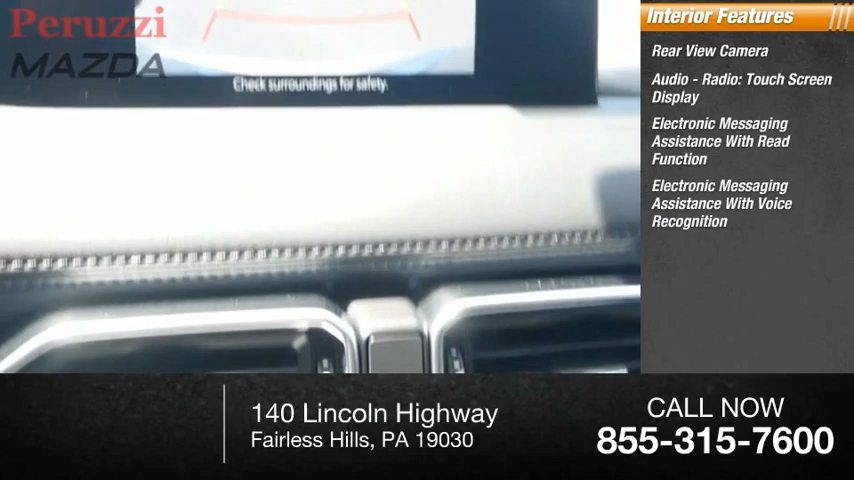 Peruzzi
MAZDA
Check surroundings for safety.
Interior Features
Rear View Camera
Audio - Radio: Touch Screen
Display
Electronic Messaging
Assistance With Read
Function
Electronic Messaging
Assistance With Voice
Recognition
140 Lincoln Highway
Fairless Hills, PA 19030
CALL NOW
855-315-7600